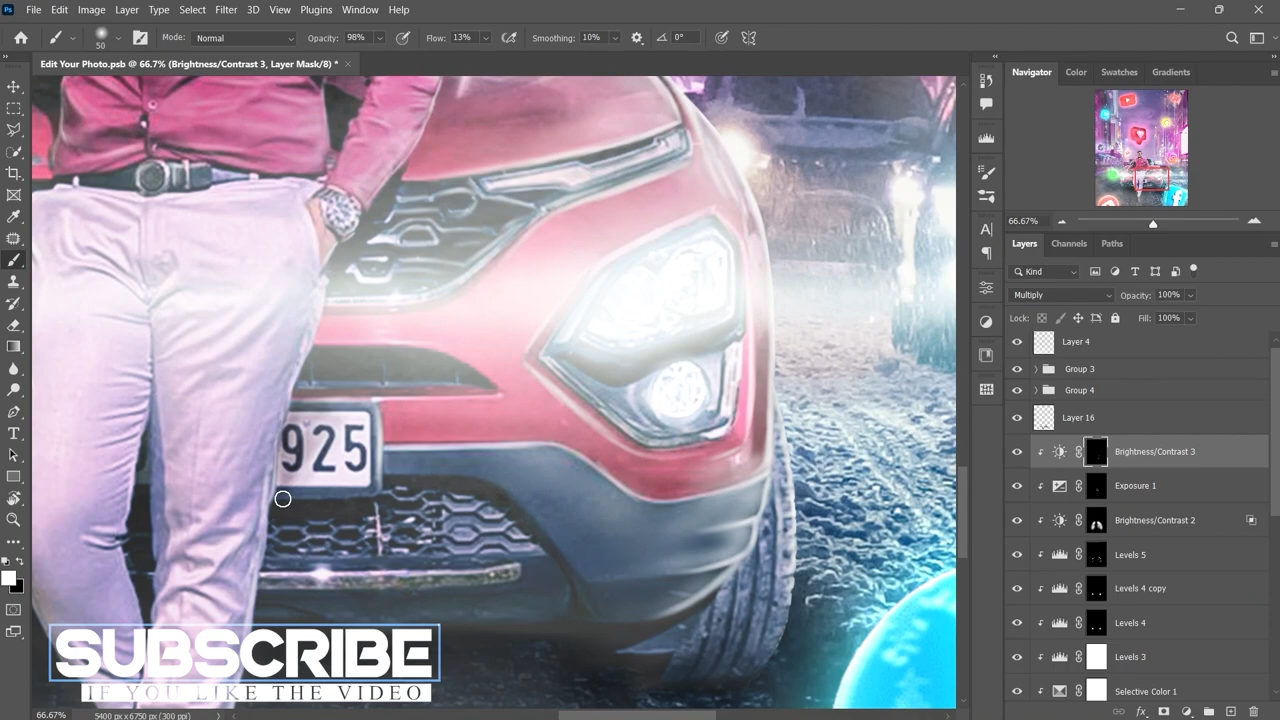 Ps File Edit Image Layer Type Select Filter 3D View Plugins Window Help
50 Mode: Normal Opacity: 98% Flow: 13% Smoothing: 10% 0°
Edit Your Photo.psb @ 66.7% (Brightness/Contrast 3, Layer Mask/8) *
Navigator Color Swatches Gradients
66.67%
Layers Channels Paths
Kind
Multiply Opacity: 100%
Lock: Fill: 100%
Layer 4
Group 3
Group 4
Layer 16
Brightness/Contrast 3
Exposure 1
Brightness/Contrast 2
Levels 5
Levels 4 copy
Levels 4
Levels 3
Selective Color 1
925
SUBSCRIBE
IF YOU LIKE THE VIDEO
66.67% 5400 px x 6750 px (300 ppi)